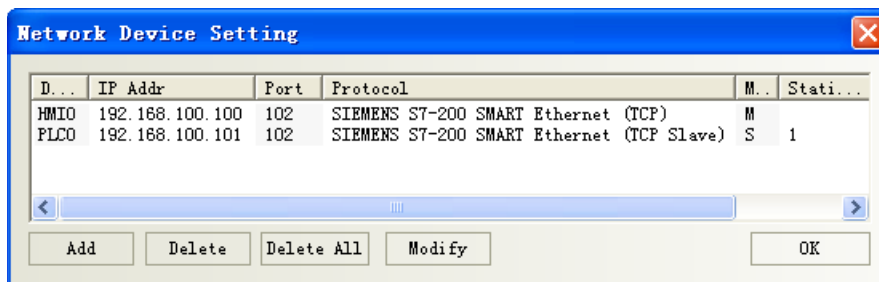 Network Device Setting
D... IP Addr Port Protocol M.. Stati...
HMI0 192.168.100.100 102 SIEMENS S7-200 SMART Ethernet (TCP) M
PLC0 192.168.100.101 102 SIEMENS S7-200 SMART Ethernet (TCP Slave) S 1
Add Delete Delete All Modify OK